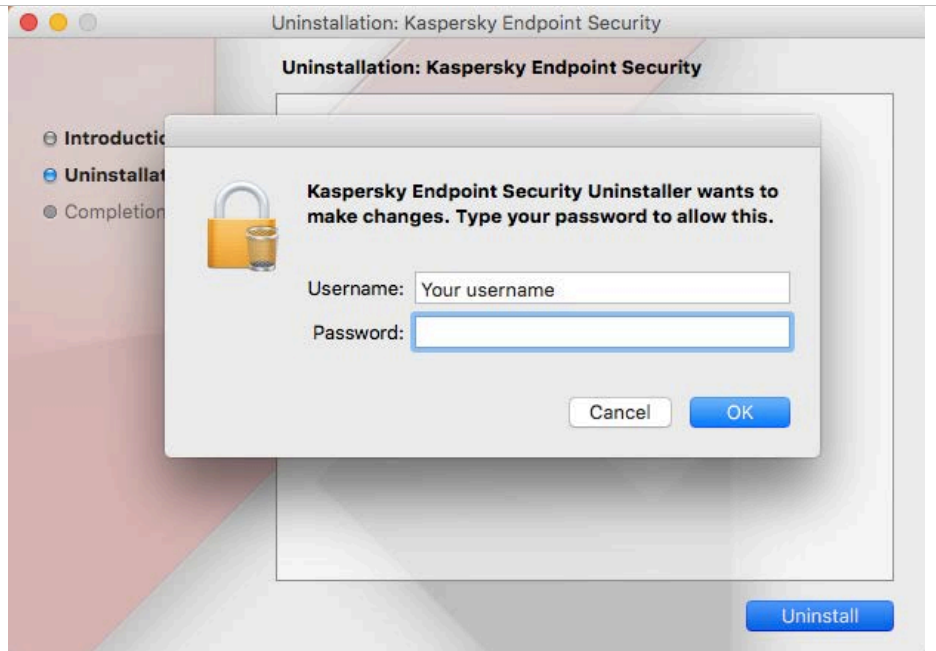 Uninstallation: Kaspersky Endpoint Security
Uninstallation: Kaspersky Endpoint Security
Kaspersky Endpoint Security Uninstaller wants to
make changes. Type your password to allow this.
Username: Your username
Password:
Cancel OK
Completion
Uninstall